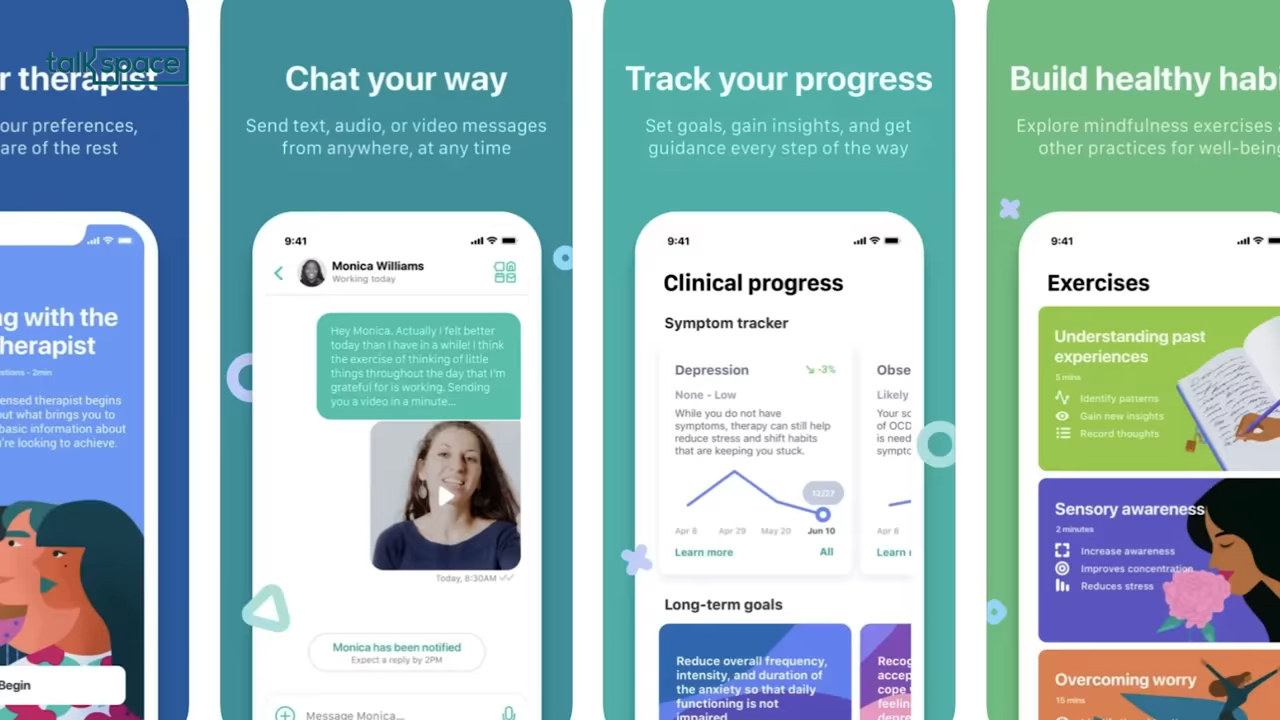 talkspace
r therapist
our preferences,
are of the rest
ng with the
herapist
stions - 2min
ensed therapist begins
out what brings you to
basic information about
're looking to achieve.
Begin
Chat your way
Send text, audio, or video messages
from anywhere, at any time
9:41
Monica Williams
Working today
Hey Monica. Actually I felt better
today than I have in a while! I think
the exercise of thinking of little
things throughout the day that I'm
grateful for is working. Sending
you a video in a minute...
Today, 8:30AM
Monica has been notified
Expect a reply by 2PM
Message Monica...
Track your progress
Set goals, gain insights, and get
guidance every step of the way
9:41
Clinical progress
Symptom tracker
Depression
-3%
None - Low
While you do not have
symptoms, therapy can still help
reduce stress and shift habits
that are keeping you stuck.
12/27
Apr 8 Apr 29 May 20 Jun 10
Learn more All
Obse
Likely
Your sc
of OCD
is need
sympto
Apr 8
Learn
Long-term goals
Reduce overall frequency,
intensity, and duration of
the anxiety so that daily
functioning is not
impaired
Recog
accep
cope
feelin
depre
Build healthy habi
Explore mindfulness exercises a
other practices for well-being
9:41
Exercises
Understanding past
experiences
5 mins
Identify patterns
Gain new insights
Record thoughts
Sensory awareness
2 minutes
Increase awareness
Improves concentration
Reduces stress
Overcoming worry
15 mins